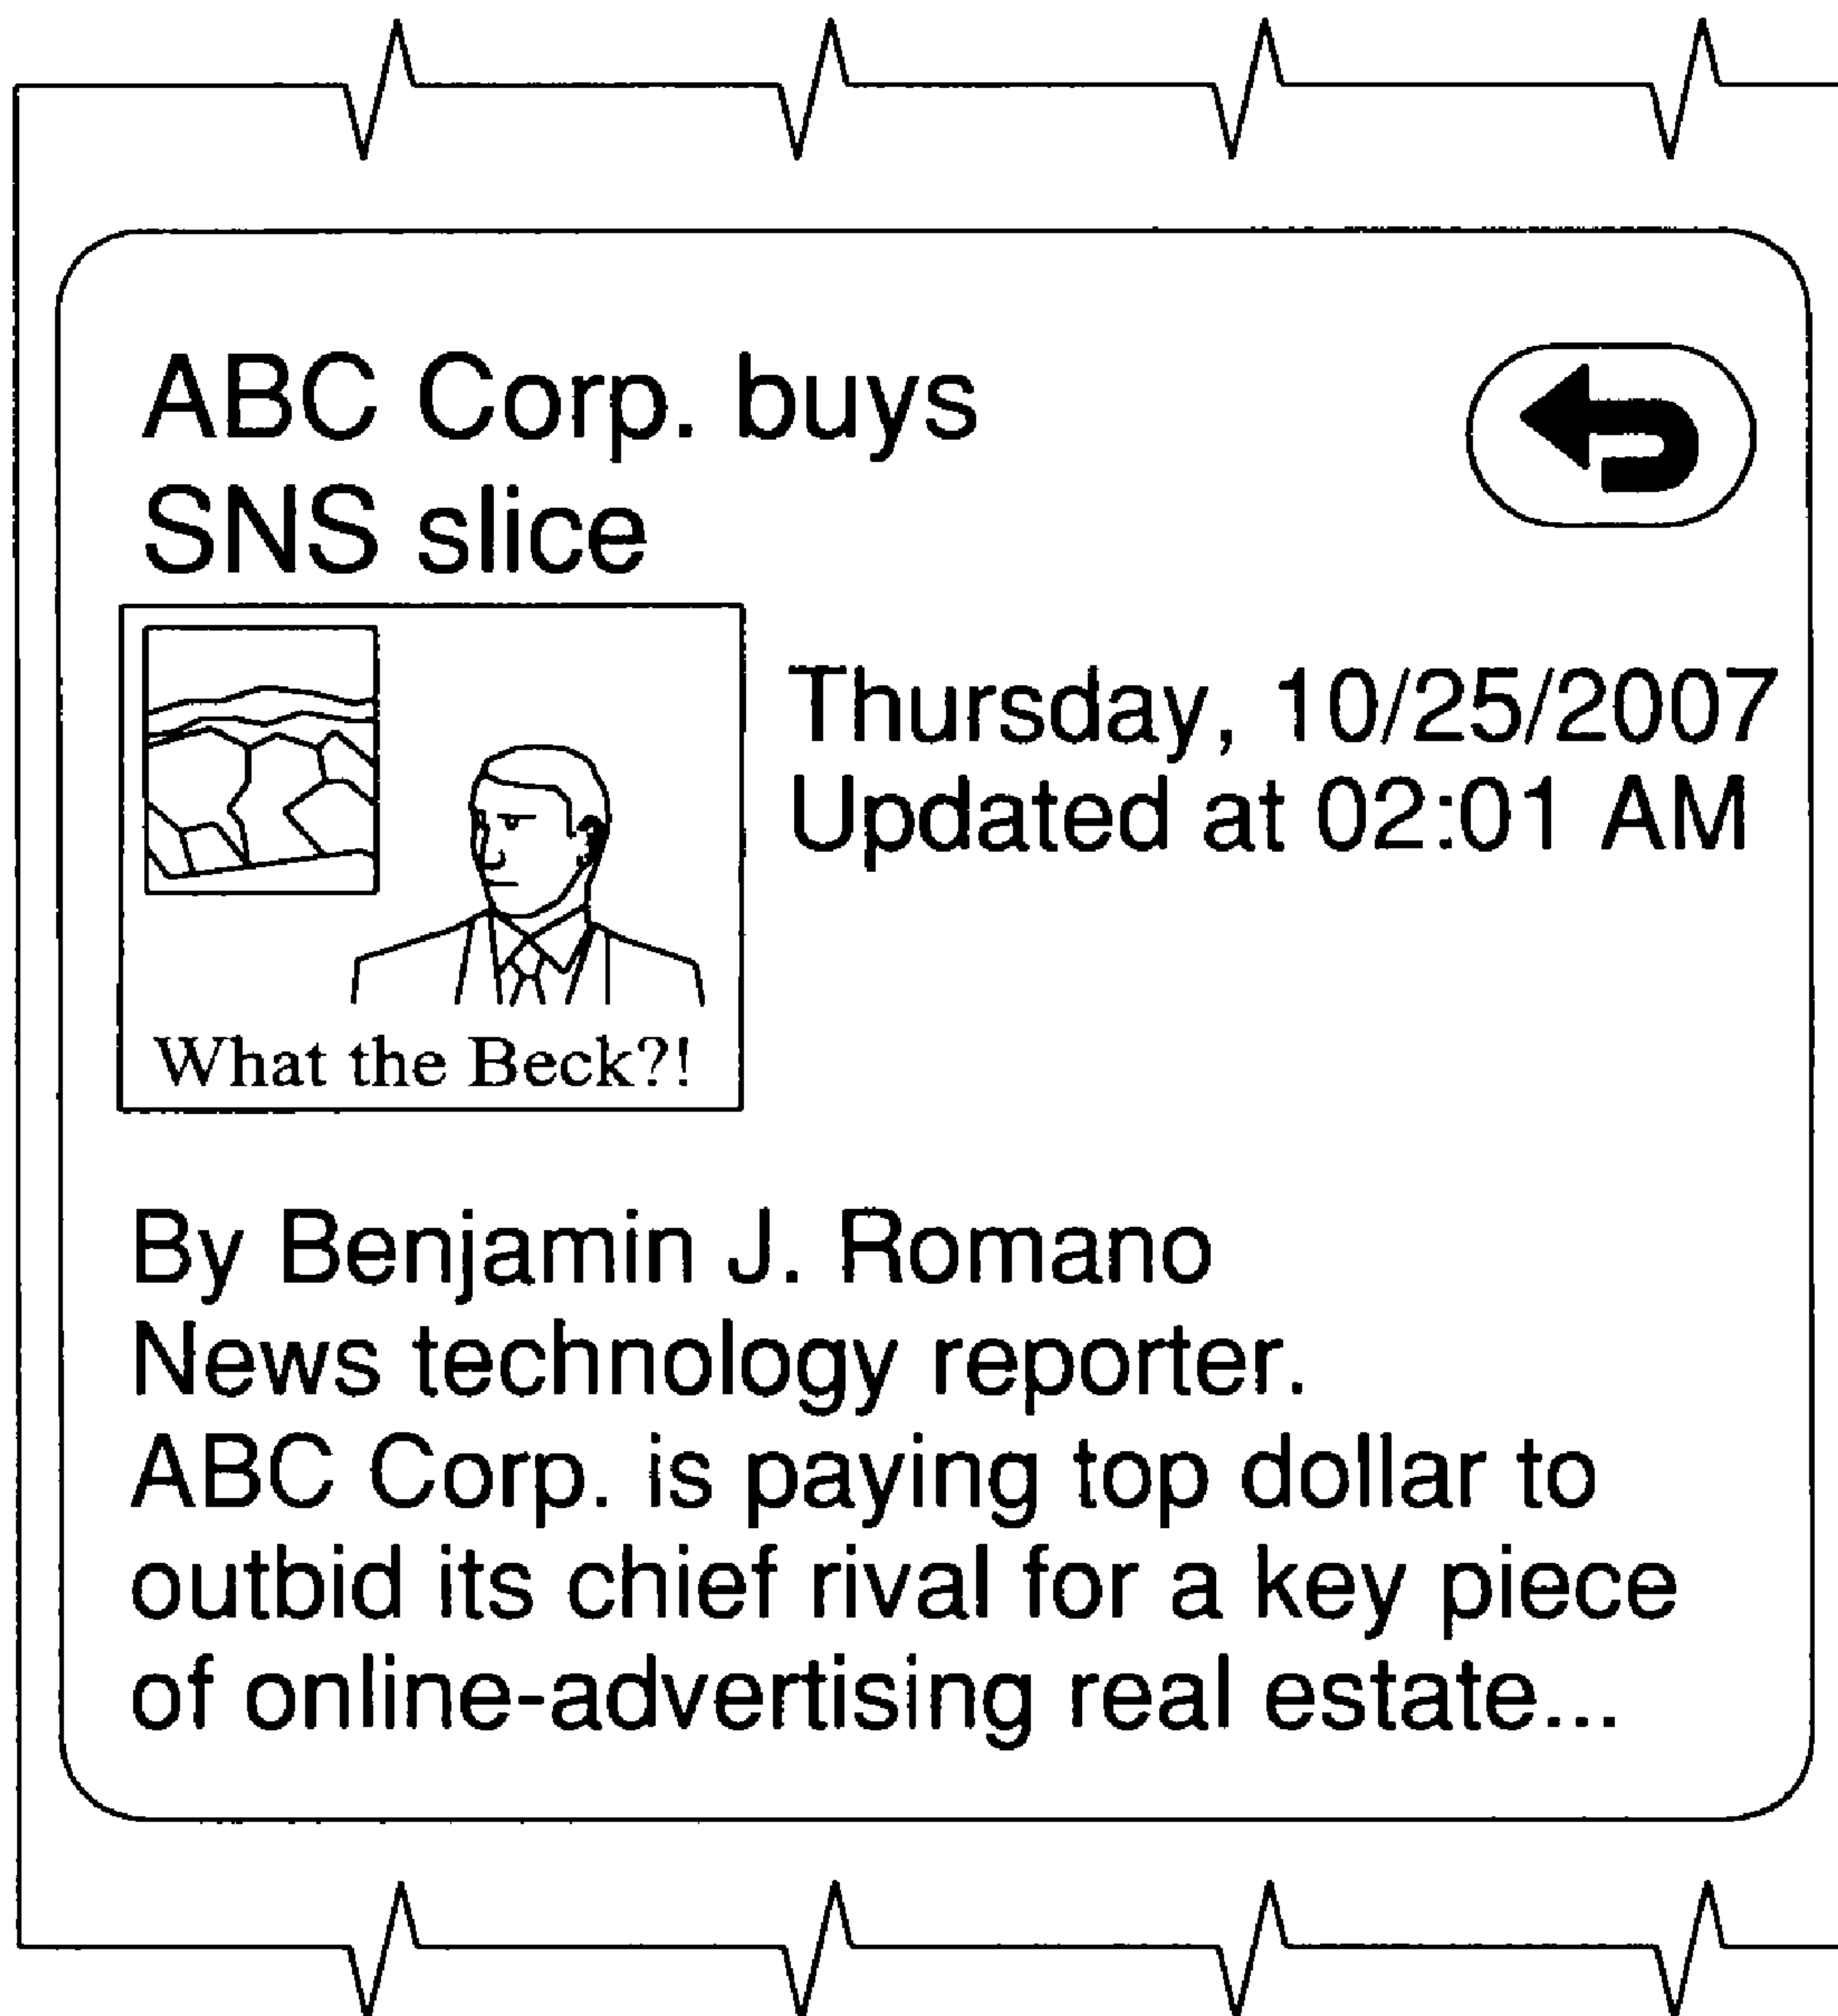 ABC Corp. buys
SNS slice
Thursday, 10/25/2007
Updated at 02:01 AM
What the Beck?!
By Benjamin J. Romano
News technology reporter.
ABC Corp. is paying top dollar to
outbid its chief rival for a key piece
of online-advertising real estate...